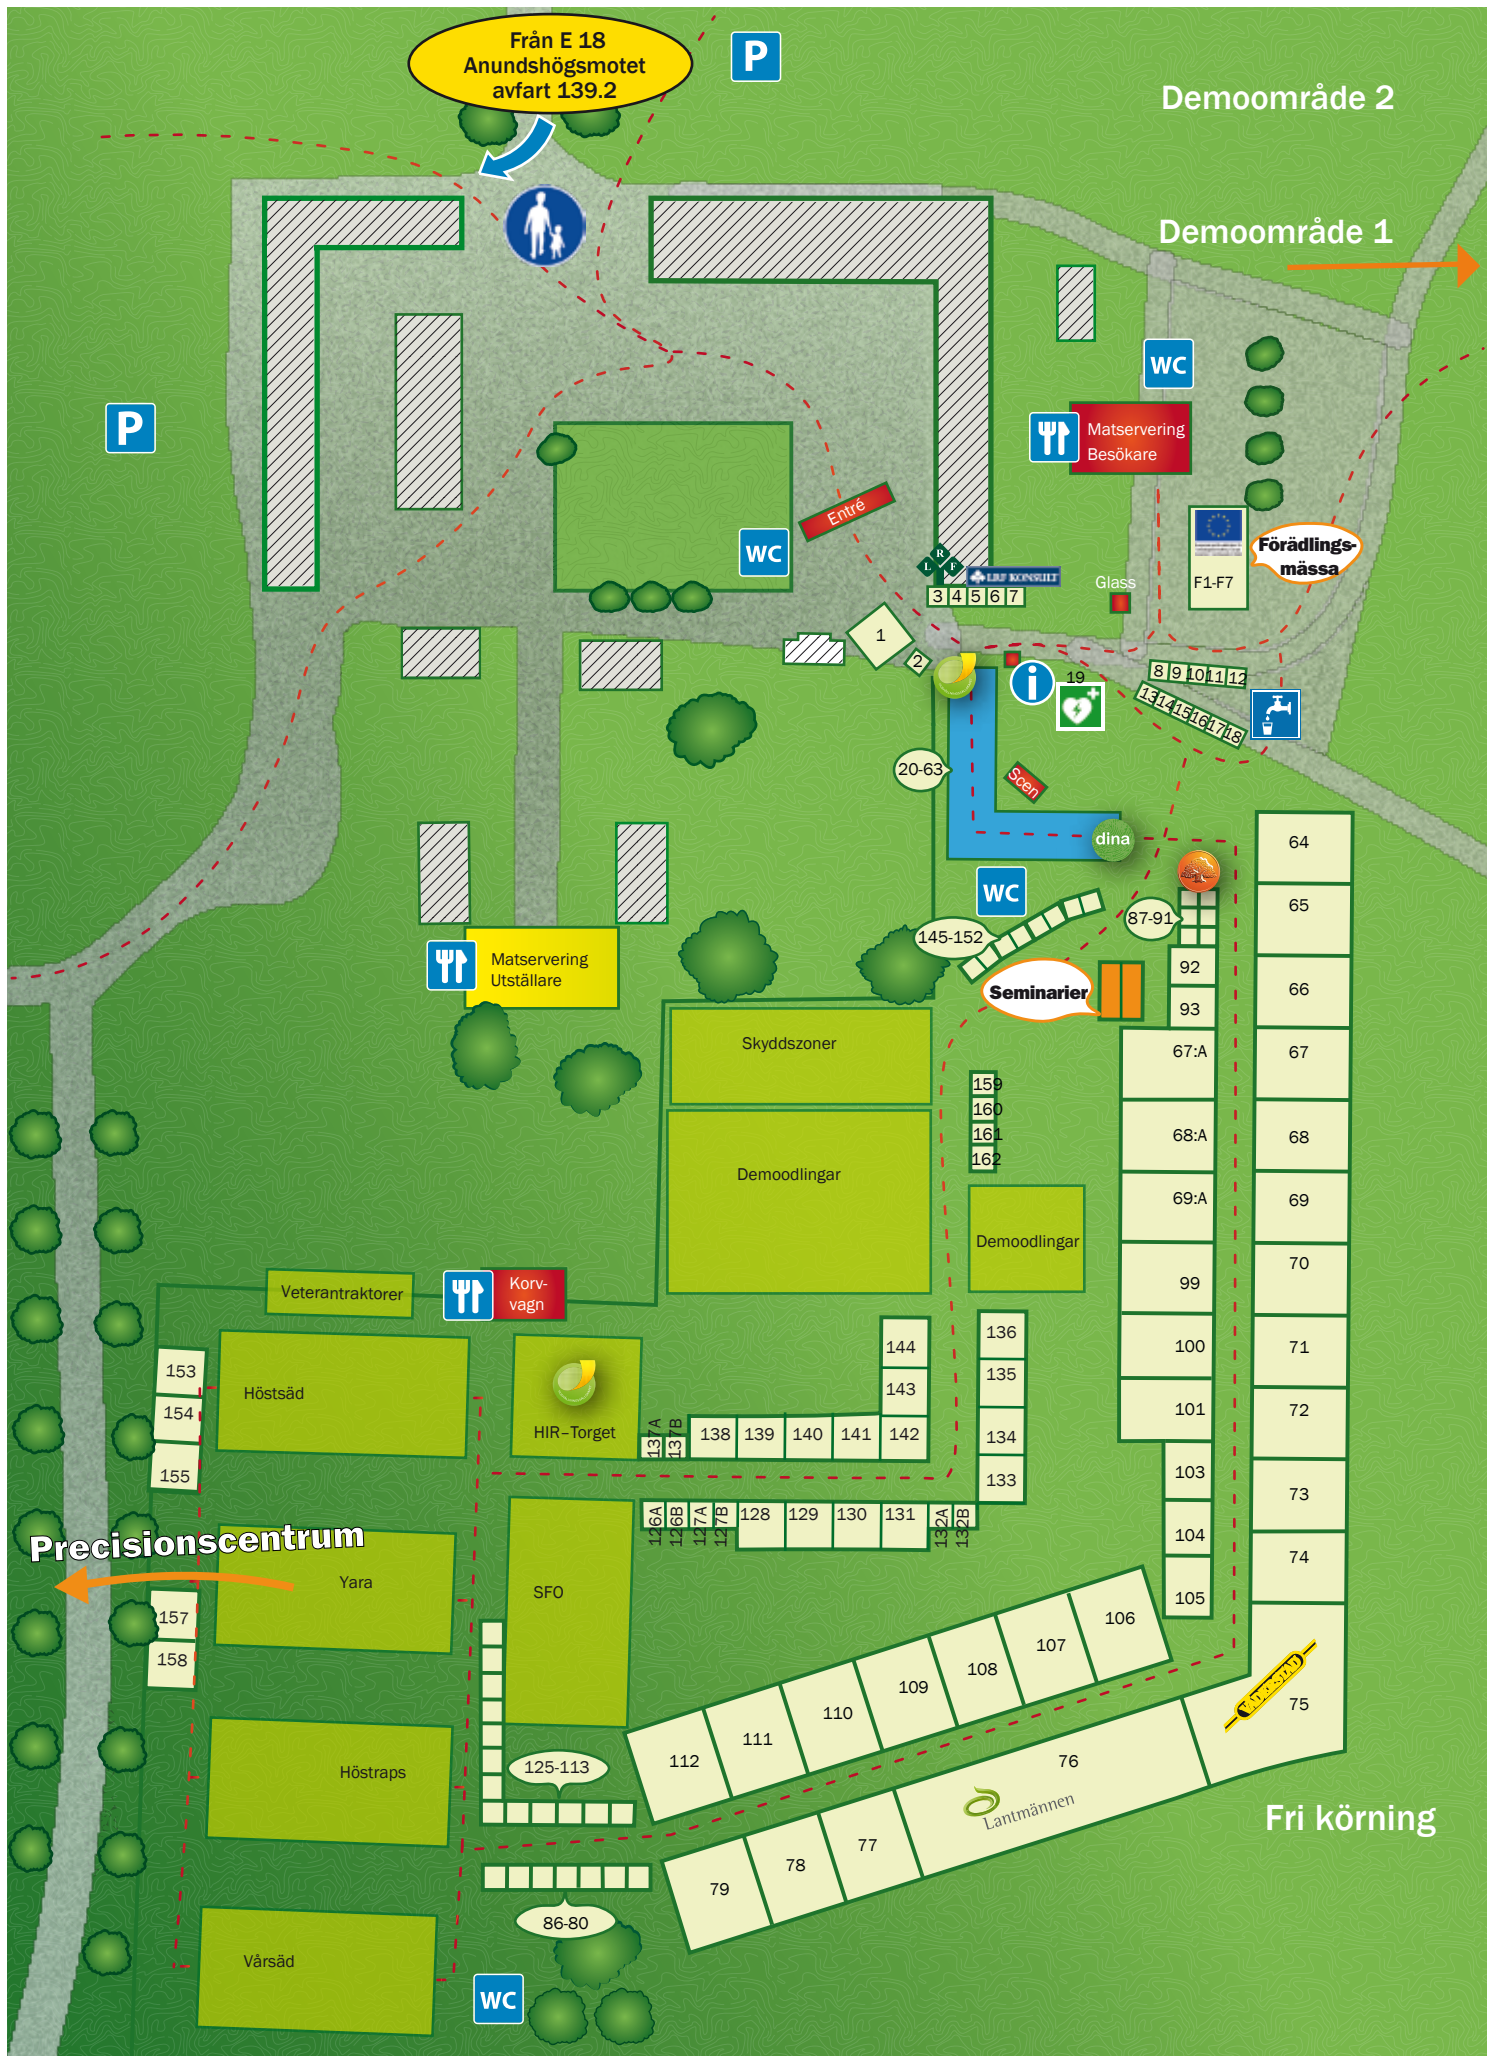 Från E 18
Anundshögsmotet
avfart 139.2
P
Demoområde 2
Demoområde 1
WC
P
Matservering
Besökare
Entré
WC
L R F
LRF KONSULT
Förädlings-
mässa
F1-F7
Glass
3 4 5 6 7
1
2
i
19
8 9 10 11 12
13 14 15 16 17 18
20-63
Scen
dina
64
WC
65
87-91
145-152
92
Matservering
Utställare
Seminarier
66
93
Skyddszoner
67:A
67
159
160
161
162
68:A
68
Demoodlingar
69:A
69
Demoodlingar
70
99
Veterantraktorer
Korv-
vagn
136
144
100
71
153
135
143
Höstsäd
154
101
72
HIR–Torget
137A
137B
138
139
140
141
142
134
155
133
103
73
126A
126B
127A
127B
128
129
130
131
132A
132B
104
Precisionscentrum
74
Yara
SFO
105
157
106
158
107
108
109
VÄDERSTAD
75
110
111
112
76
Höstraps
125-113
Lantmännen
Fri körning
77
78
79
86-80
Vårsäd
WC